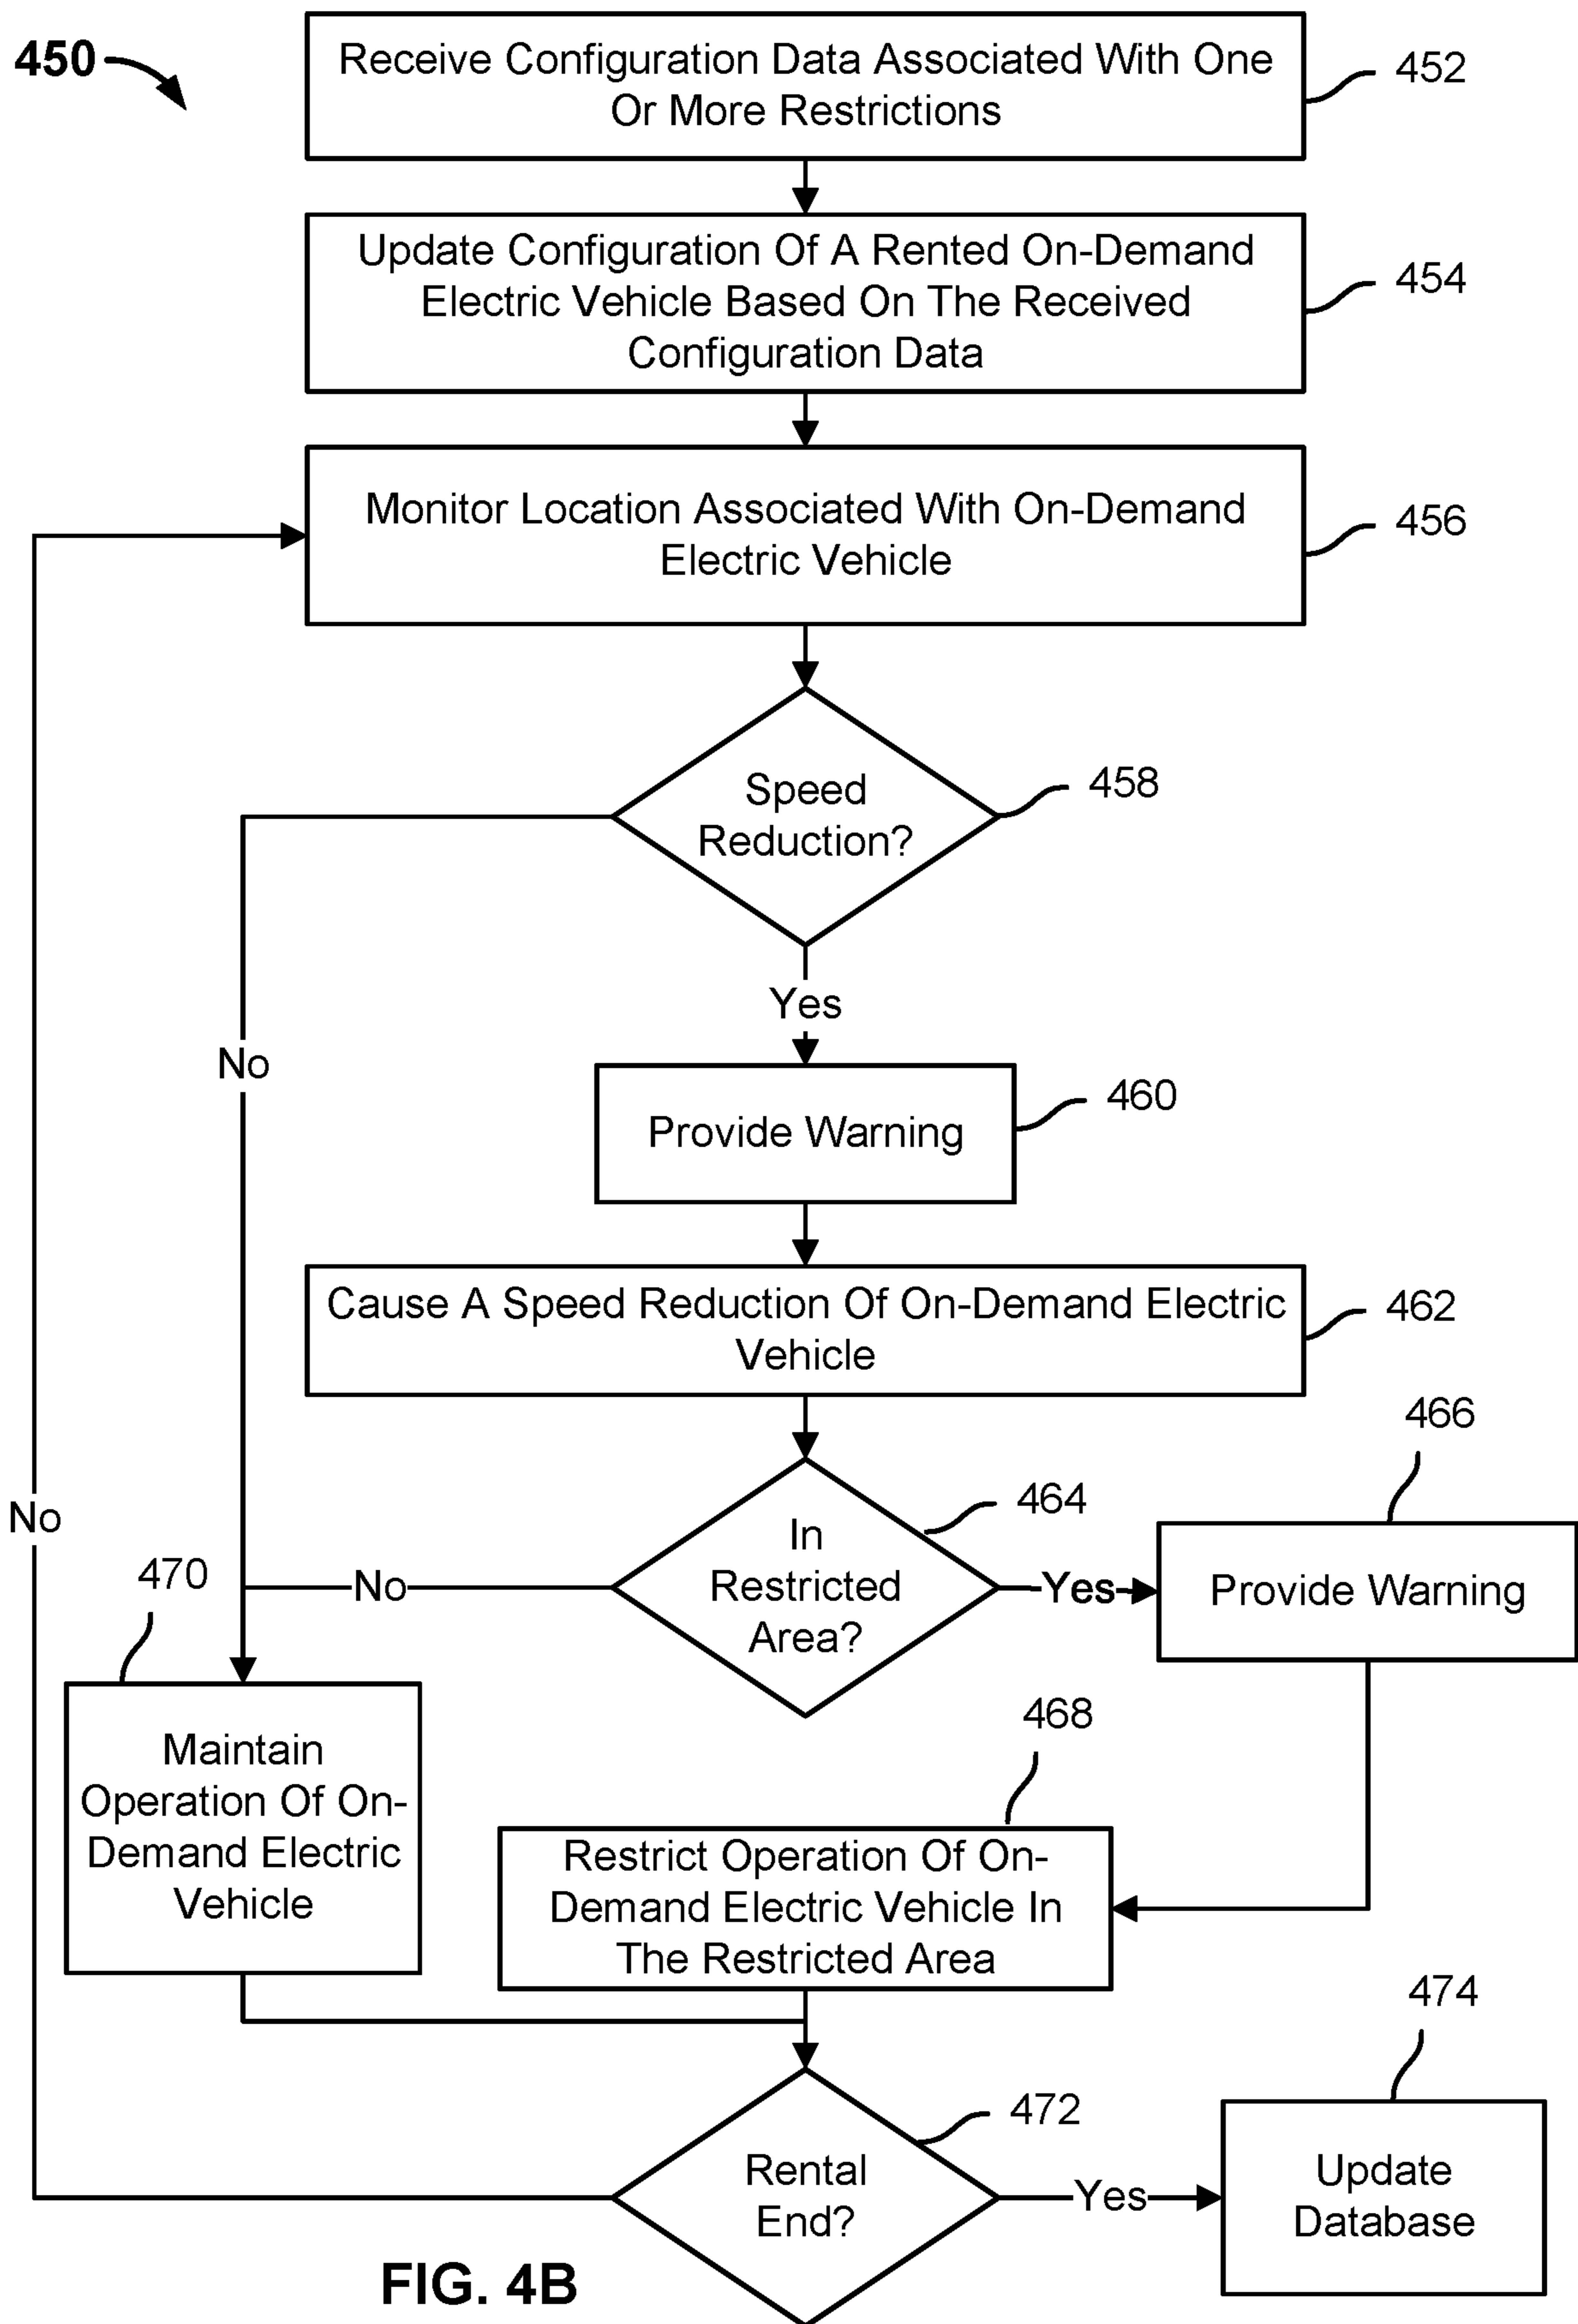 450
Receive Configuration Data Associated With One
Or More Restrictions
452
Update Configuration Of A Rented On-Demand
Electric Vehicle Based On The Received
Configuration Data
454
Monitor Location Associated With On-Demand
Electric Vehicle
456
Speed
Reduction?
458
Yes
No
Provide Warning
460
Cause A Speed Reduction Of On-Demand Electric
Vehicle
462
In
Restricted
Area?
464
No
Yes
466
Provide Warning
No
470
Maintain
Operation Of On-
Demand Electric
Vehicle
468
Restrict Operation Of On-
Demand Electric Vehicle In
The Restricted Area
Rental
End?
472
Yes
474
Update
Database
FIG. 4B